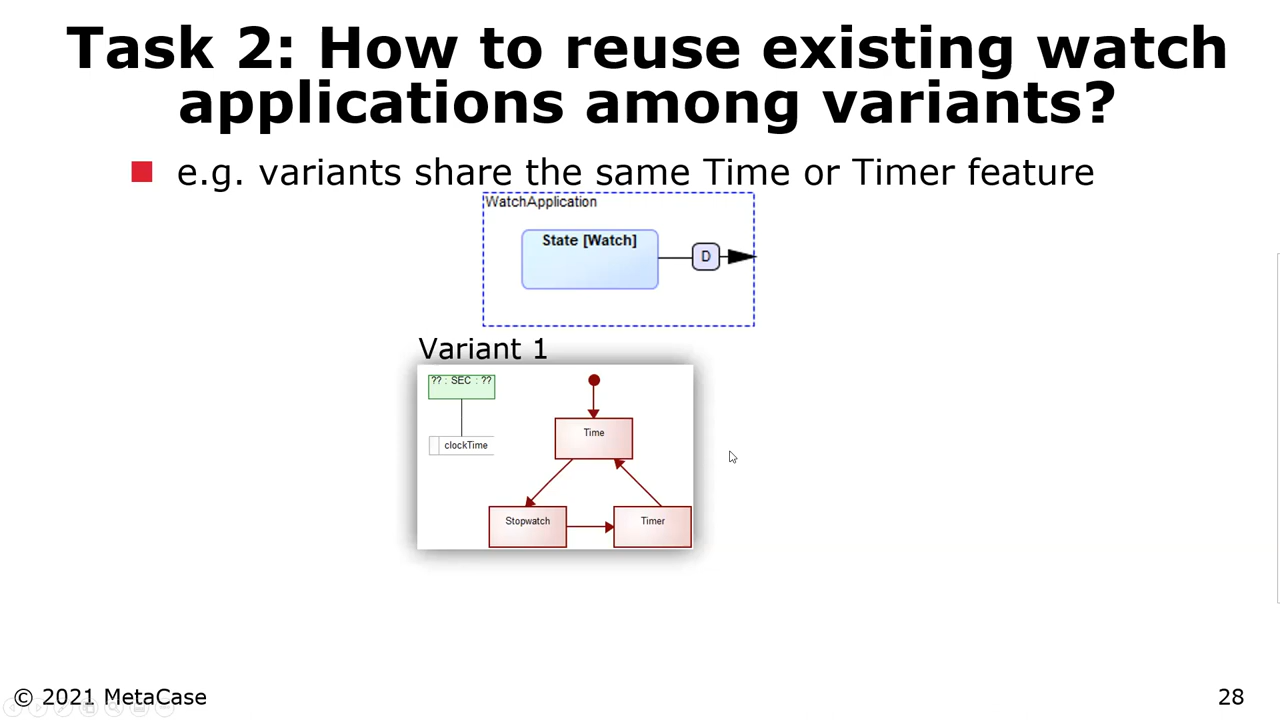 Task 2: How to reuse existing watch
applications among variants?
e.g. variants share the same Time or Timer feature
WatchApplication
State [Watch]
D
Variant 1
?? : SEC : ??
Time
clockTime
Stopwatch
Timer
© 2021 MetaCase
28